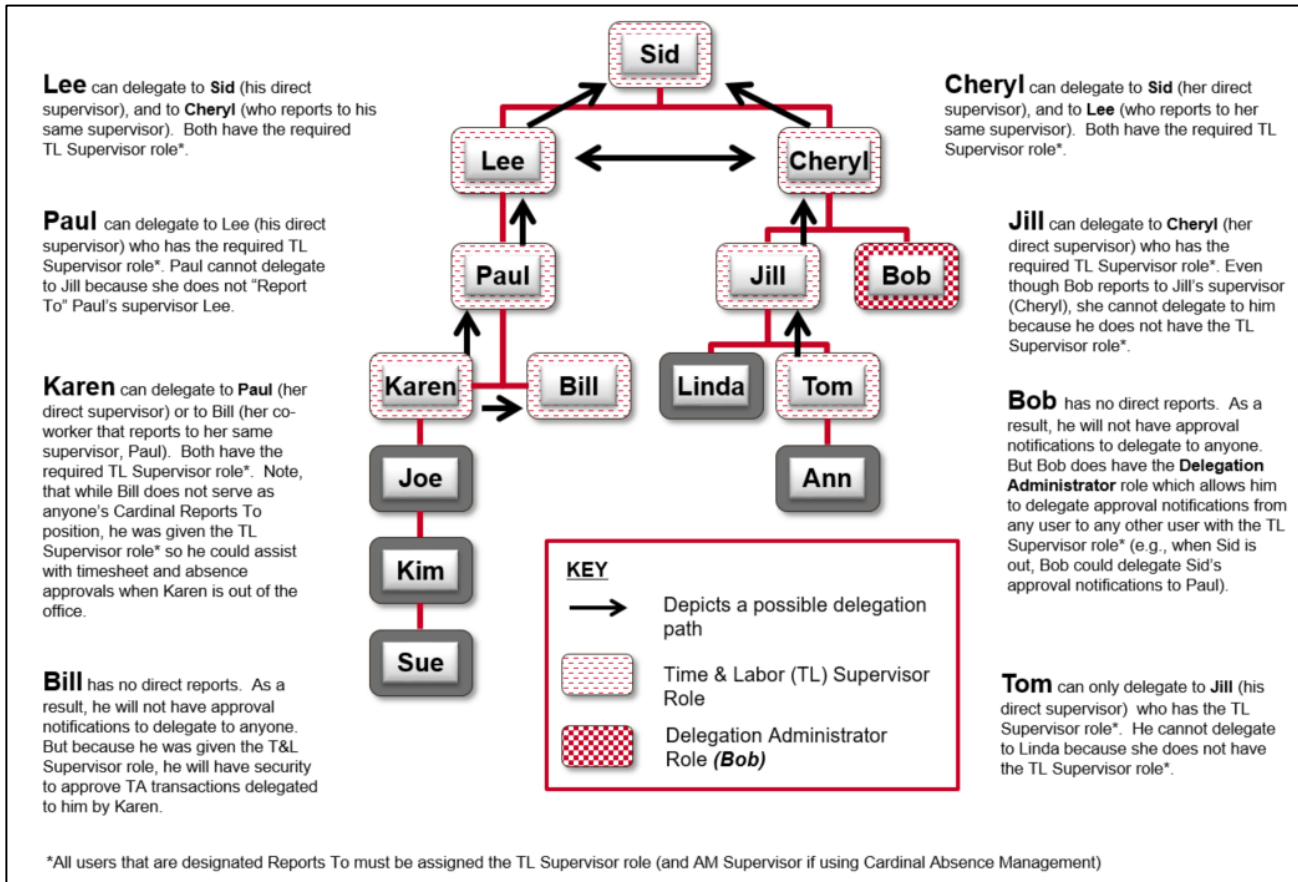 Sid
Lee can delegate to Sid (his direct
supervisor), and to Cheryl (who reports to his
same supervisor).  Both have the required
TL Supervisor role*.
Cheryl can delegate to Sid (her direct
supervisor), and to Lee (who reports to her
same supervisor).  Both have the required TL
Supervisor role*.
Lee
Cheryl
Paul can delegate to Lee (his direct
supervisor) who has the required TL
Supervisor role*. Paul cannot delegate
to Jill because she does not “Report
To” Paul’s supervisor Lee.
Paul
Jill
Bob
Jill can delegate to Cheryl (her
direct supervisor) who has the
required TL Supervisor role*. Even
though Bob reports to Jill’s supervisor
(Cheryl), she cannot delegate to him
because he does not have the TL
Supervisor role*.
Karen can delegate to Paul (her
direct supervisor) or to Bill (her co-
worker that reports to her same
supervisor, Paul).  Both have the
required TL Supervisor role*.  Note,
that while Bill does not serve as
anyone’s Cardinal Reports To
position, he was given the TL
Supervisor role* so he could assist
with timesheet and absence
approvals when Karen is out of the
office.
Karen
Bill
Linda
Tom
Joe
Ann
Kim
Sue
Bob has no direct reports.  As a
result, he will not have approval
notifications to delegate to anyone.
But Bob does have the Delegation
Administrator role which allows him
to delegate approval notifications from
any user to any other user with the TL
Supervisor role* (e.g., when Sid is
out, Bob could delegate Sid’s
approval notifications to Paul).
KEY
Depicts a possible delegation
path
Time & Labor (TL) Supervisor
Role
Delegation Administrator
Role (Bob)
Bill has no direct reports.  As a
result, he will not have approval
notifications to delegate to anyone.
But because he was given the T&L
Supervisor role, he will have security
to approve TA transactions delegated
to him by Karen.
Tom can only delegate to Jill (his
direct supervisor)  who has the TL
Supervisor role*.  He cannot delegate
to Linda because she does not have
the TL Supervisor role*.
*All users that are designated Reports To must be assigned the TL Supervisor role (and AM Supervisor if using Cardinal Absence Management)